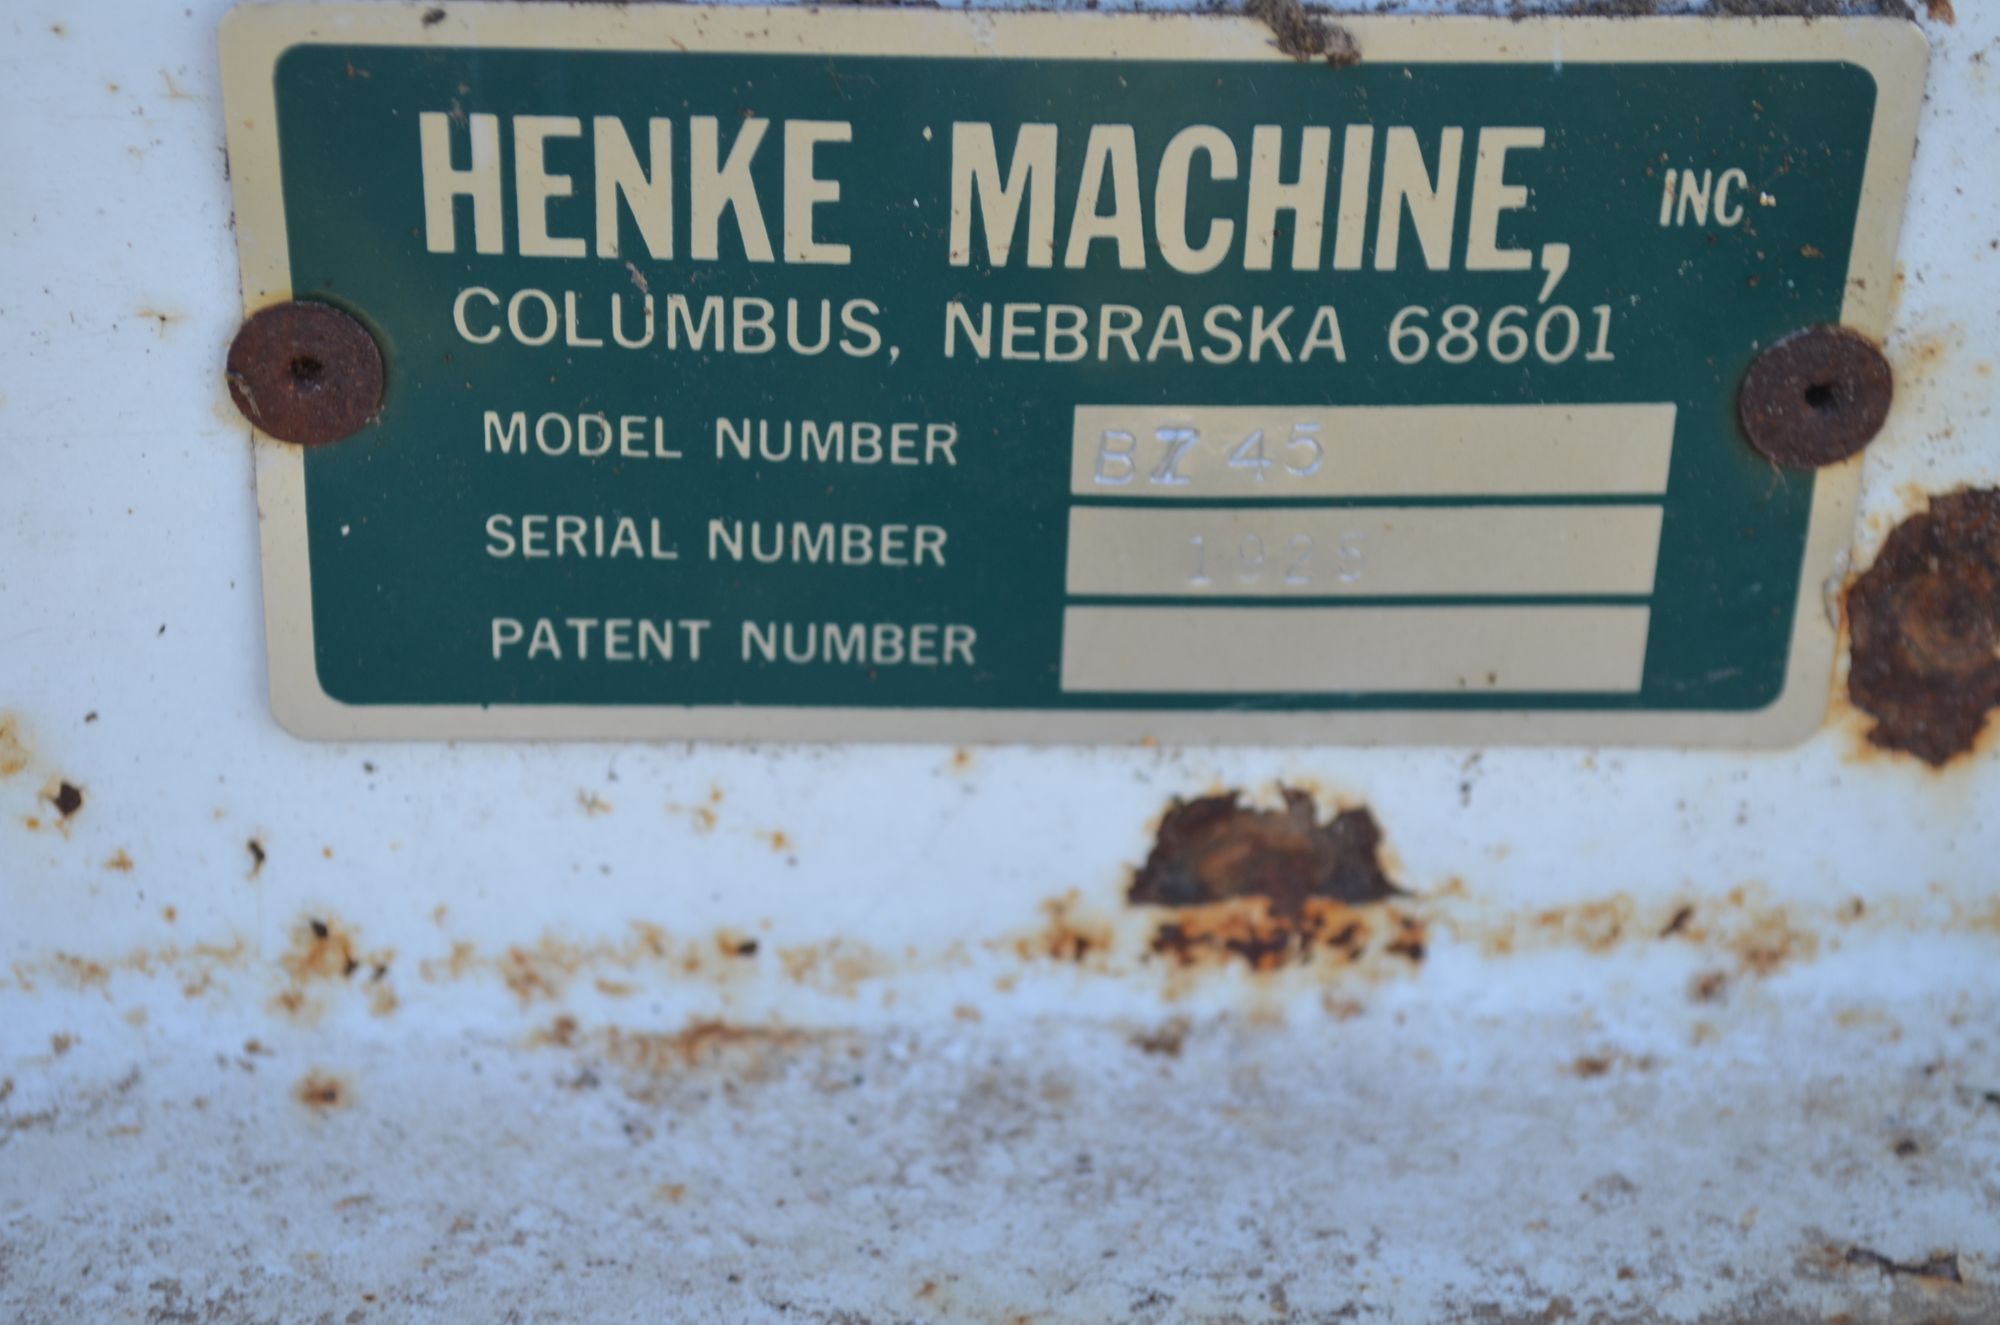 HENKE MACHINE, INC.
COLUMBUS, NEBRASKA 68601
MODEL NUMBER
SERIAL NUMBER
PATENT NUMBER